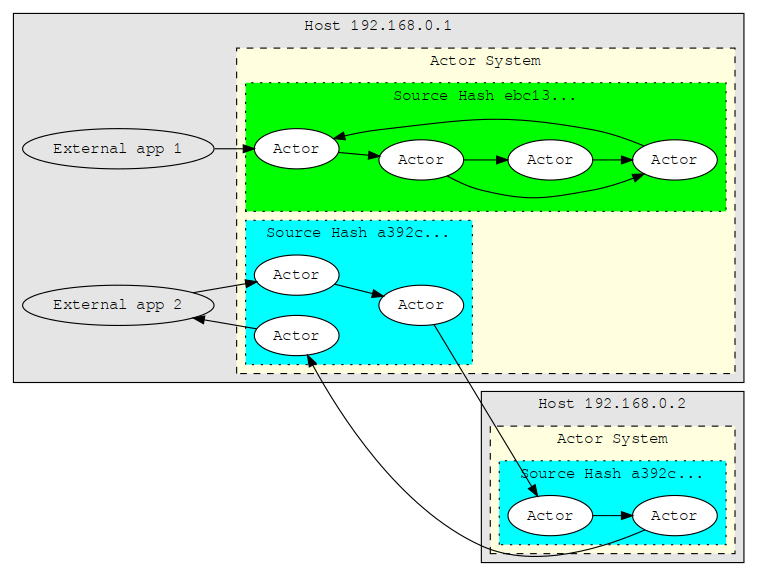 Host 192.168.0.1
Actor System
Source Hash ebc13...
External app 1
Actor
Actor
Actor
Actor
Source Hash a392c...
Actor
External app 2
Actor
Actor
Host 192.168.0.2
Actor System
Source Hash a392c...
Actor
Actor